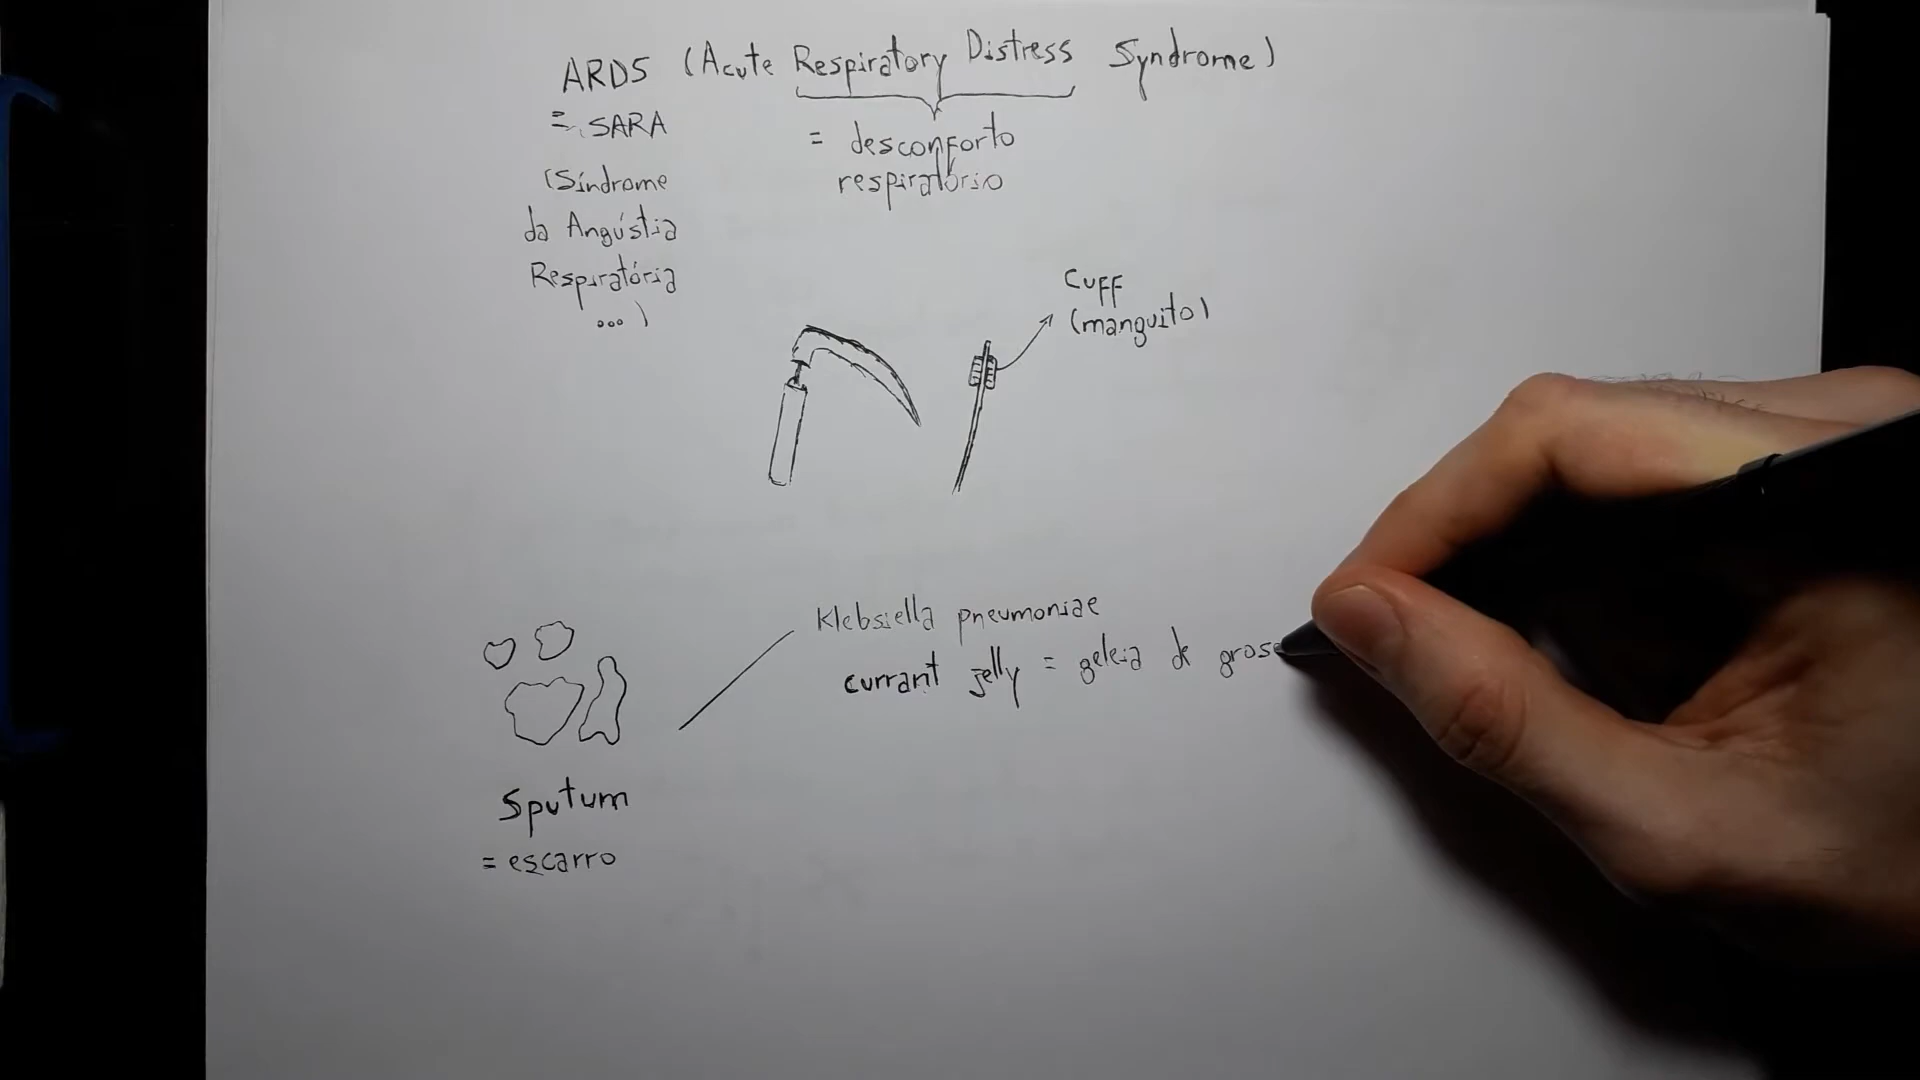 ARDS (Acute Respiratory Distress Syndrome)
= SARA
(Síndrome
da Angústia
Respiratória
...)
= desconforto
respiratório
Cuff
(manguito)
Klebsiella pneumoniae
currant jelly = geleia de grose
Sputum
= escarro